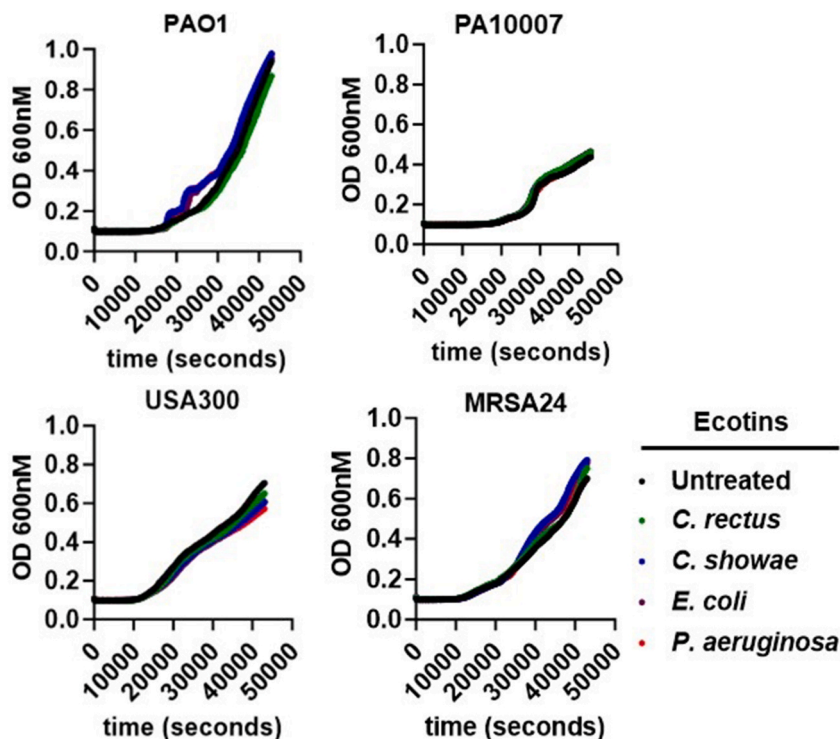 PAO1
OD 600nM
1.0
0.8
0.6
0.4
0.2
0.0
0
10000
20000
30000
40000
50000
time (seconds)
PA10007
OD 600nM
1.0
0.8
0.6
0.4
0.2
0.0
0
10000
20000
30000
40000
50000
time (seconds)
USA300
OD 600nM
1.0
0.8
0.6
0.4
0.2
0.0
0
10000
20000
30000
40000
50000
time (seconds)
MRSA24
OD 600nM
1.0
0.8
0.6
0.4
0.2
0.0
0
10000
20000
30000
40000
50000
time (seconds)
Ecotins
Untreated
C. rectus
C. showae
E. coli
P. aeruginosa